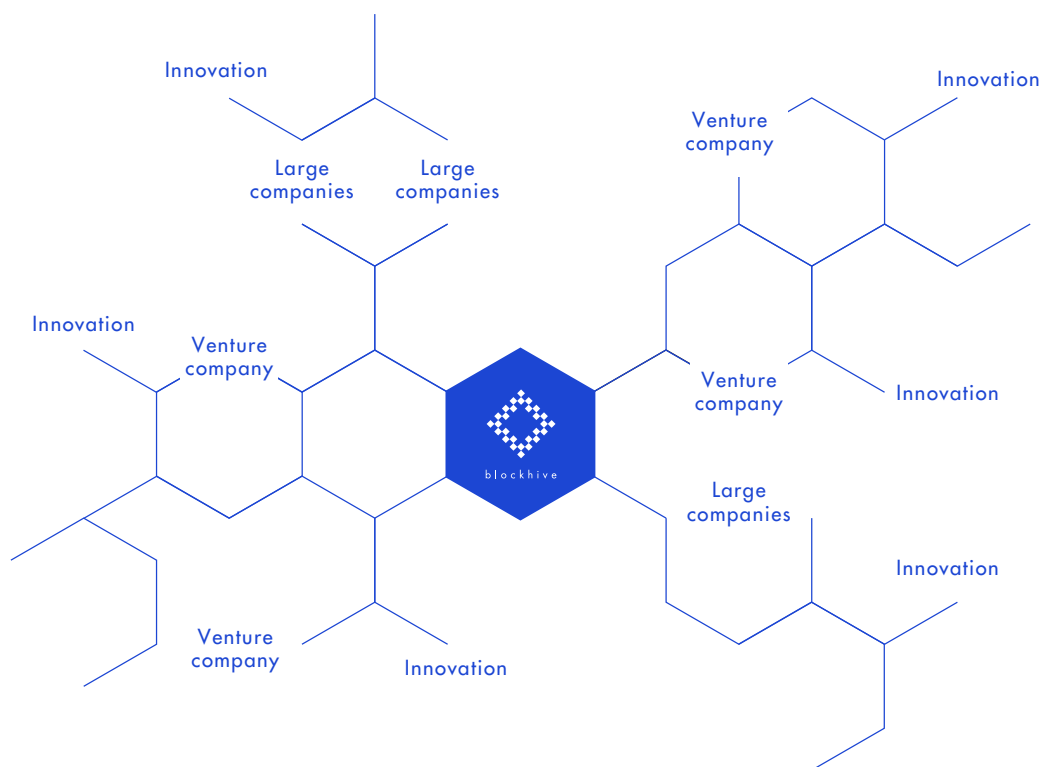 Innovation
Innovation
Venture
company
Large
companies
Large
companies
Innovation
Venture
company
Venture
company
Innovation
blockhive
Large
companies
Innovation
Venture
company
Innovation